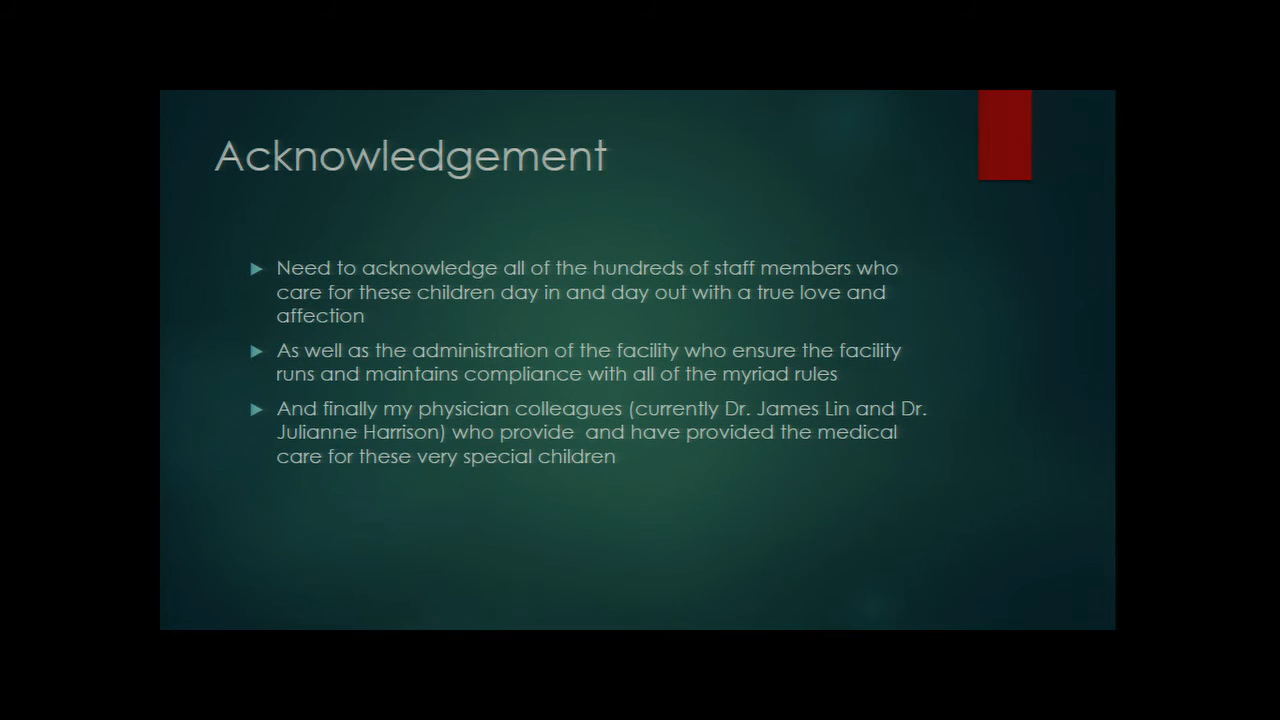 Acknowledgement
Need to acknowledge all of the hundreds of staff members who
care for these children day in and day out with a true love and
affection
As well as the administration of the facility who ensure the facility
runs and maintains compliance with all of the myriad rules
And finally my physician colleagues (currently Dr. James Lin and Dr.
Julianne Harrison) who provide  and have provided the medical
care for these very special children